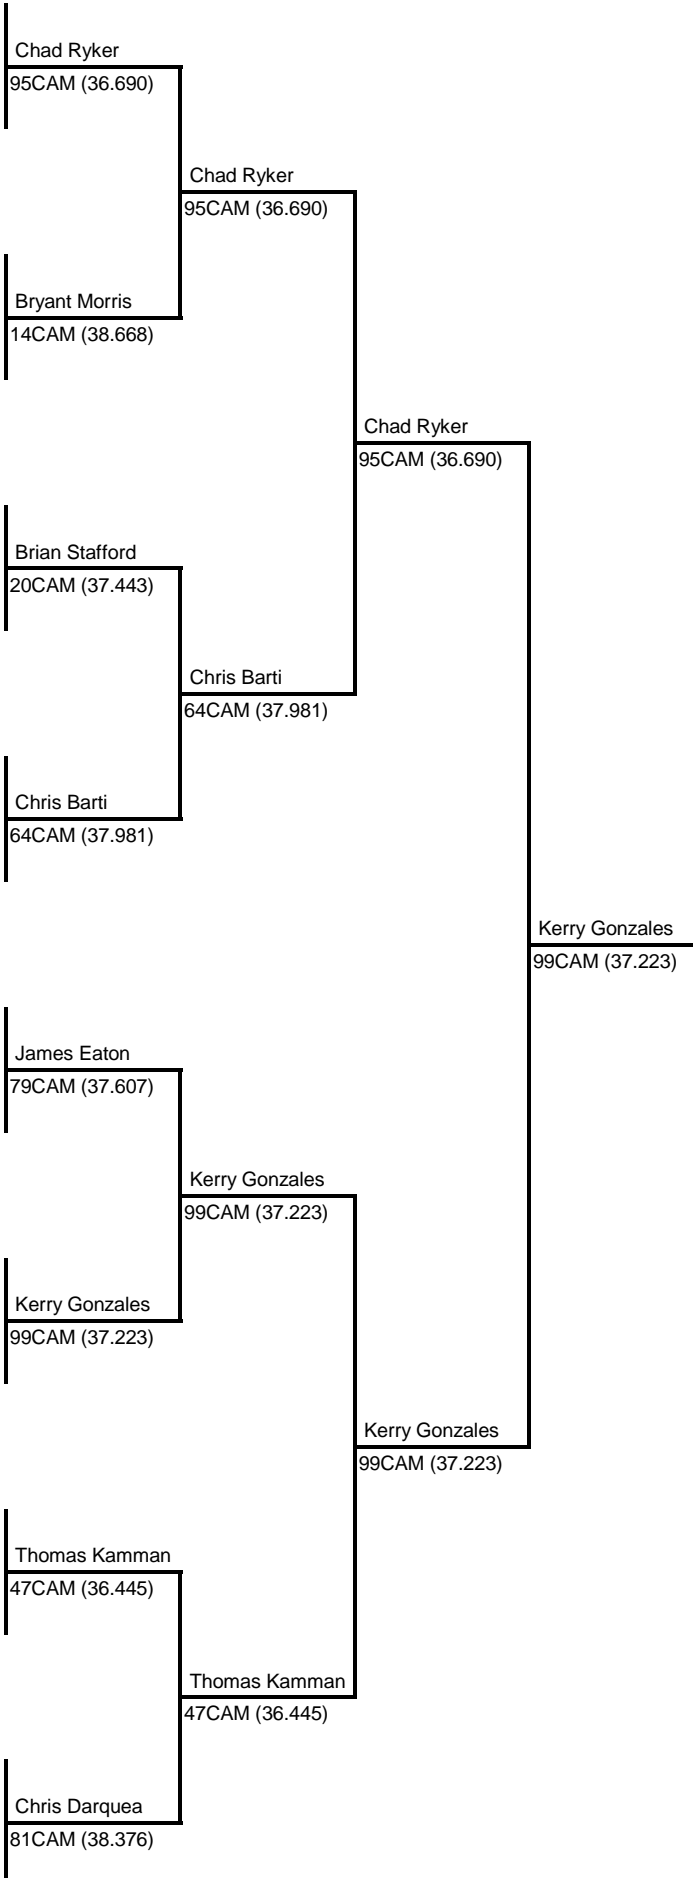 Chad Ryker
95CAM (36.690)
Chad Ryker
95CAM (36.690)
Bryant Morris
14CAM (38.668)
Chad Ryker
95CAM (36.690)
Brian Stafford
20CAM (37.443)
Chris Barti
64CAM (37.981)
Chris Barti
64CAM (37.981)
Kerry Gonzales
99CAM (37.223)
James Eaton
79CAM (37.607)
Kerry Gonzales
99CAM (37.223)
Kerry Gonzales
99CAM (37.223)
Kerry Gonzales
99CAM (37.223)
Thomas Kamman
47CAM (36.445)
Thomas Kamman
47CAM (36.445)
Chris Darquea
81CAM (38.376)